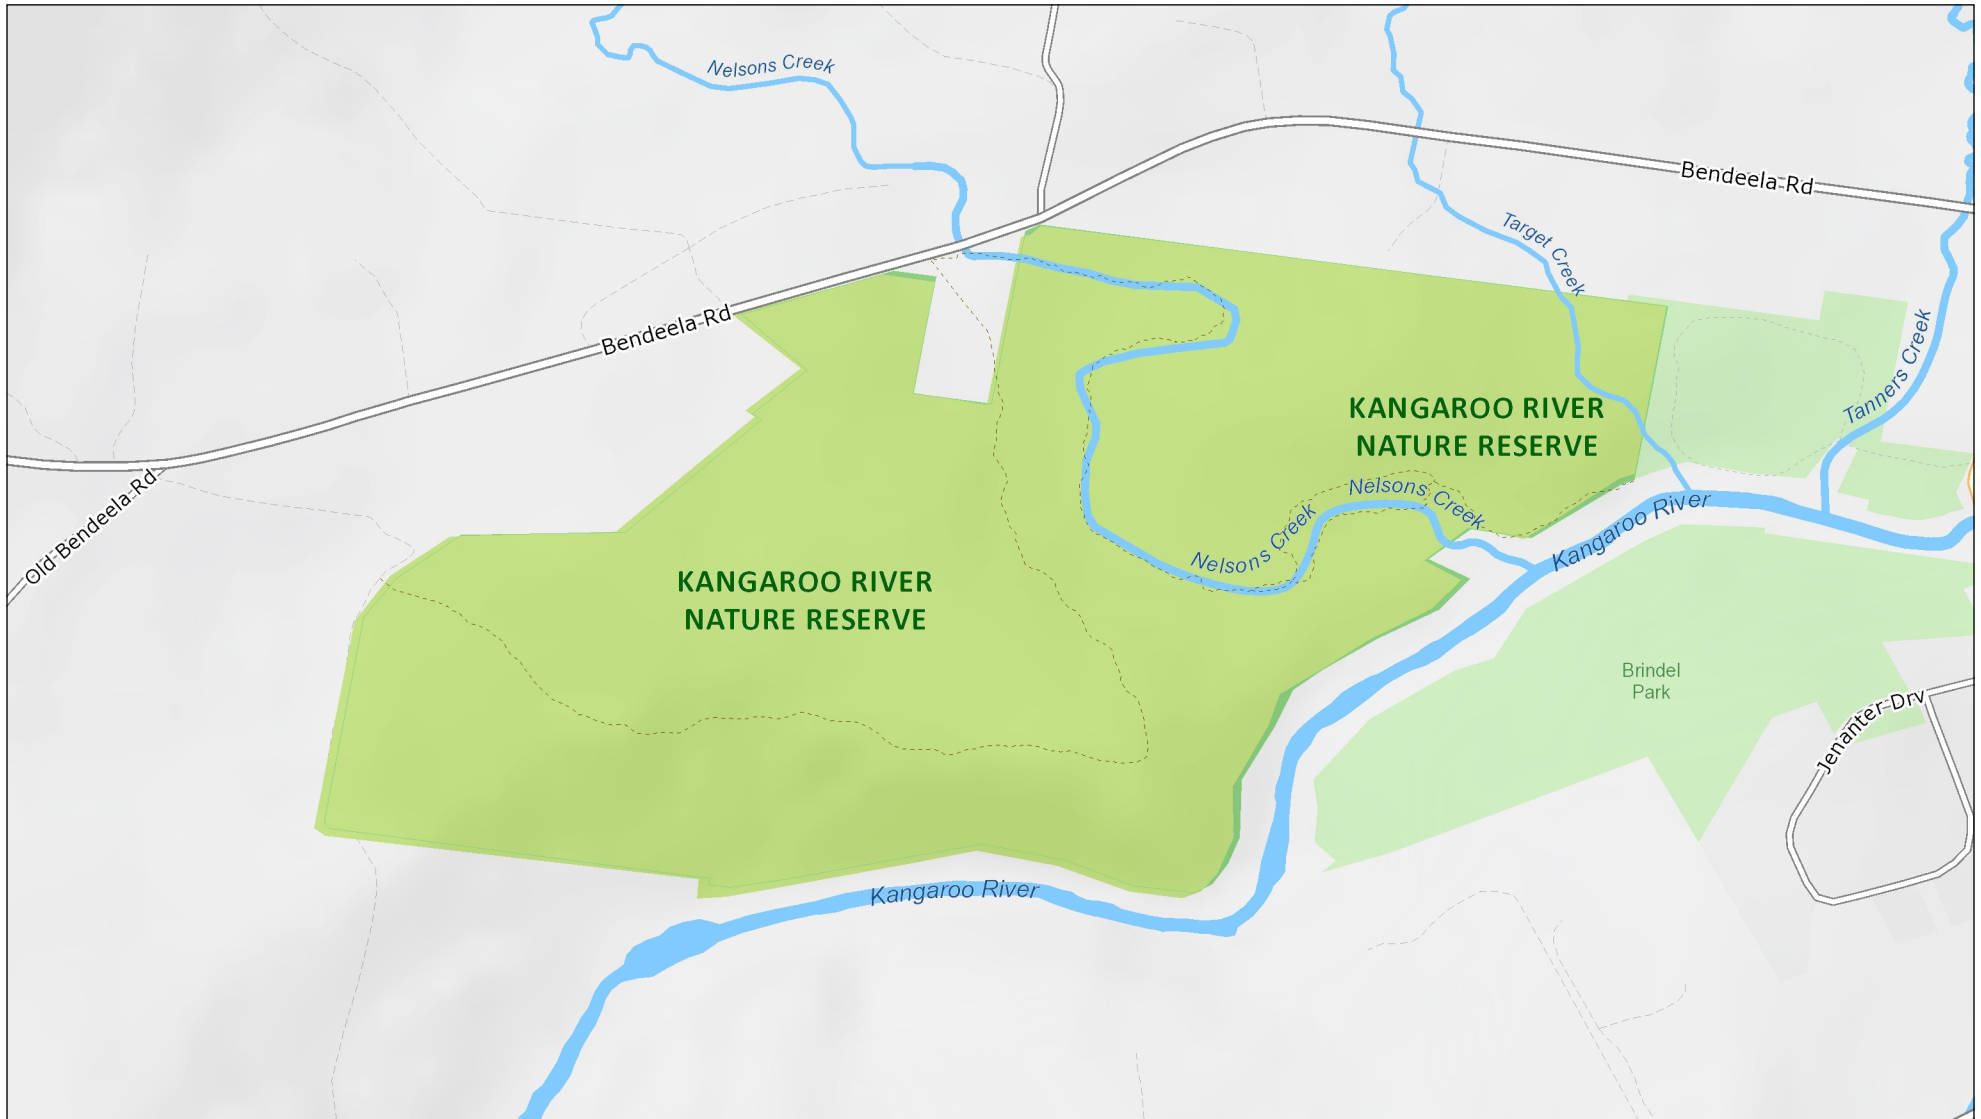 Nelsons Creek
Bendeela Rd
Target Creek
Bendeela Rd
Tanners Creek
KANGAROO RIVER
NATURE RESERVE
Old Bendeela Rd
Nelsons Creek
Nelsons Creek
Kangaroo River
KANGAROO RIVER
NATURE RESERVE
Brindel
Park
Jenanter Drv
Kangaroo River